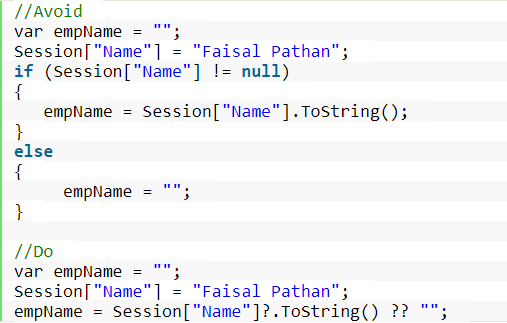 //Avoid
var empName = "";
Session["Name"] = "Faisal Pathan";
if (Session["Name"] != null)
{
empName = Session["Name"].ToString();
}
else
{
empName = "";
}
//Do
var empName = "";
Session["Name"] = "Faisal Pathan";
empName = Session["Name"]?.ToString() ?? "";